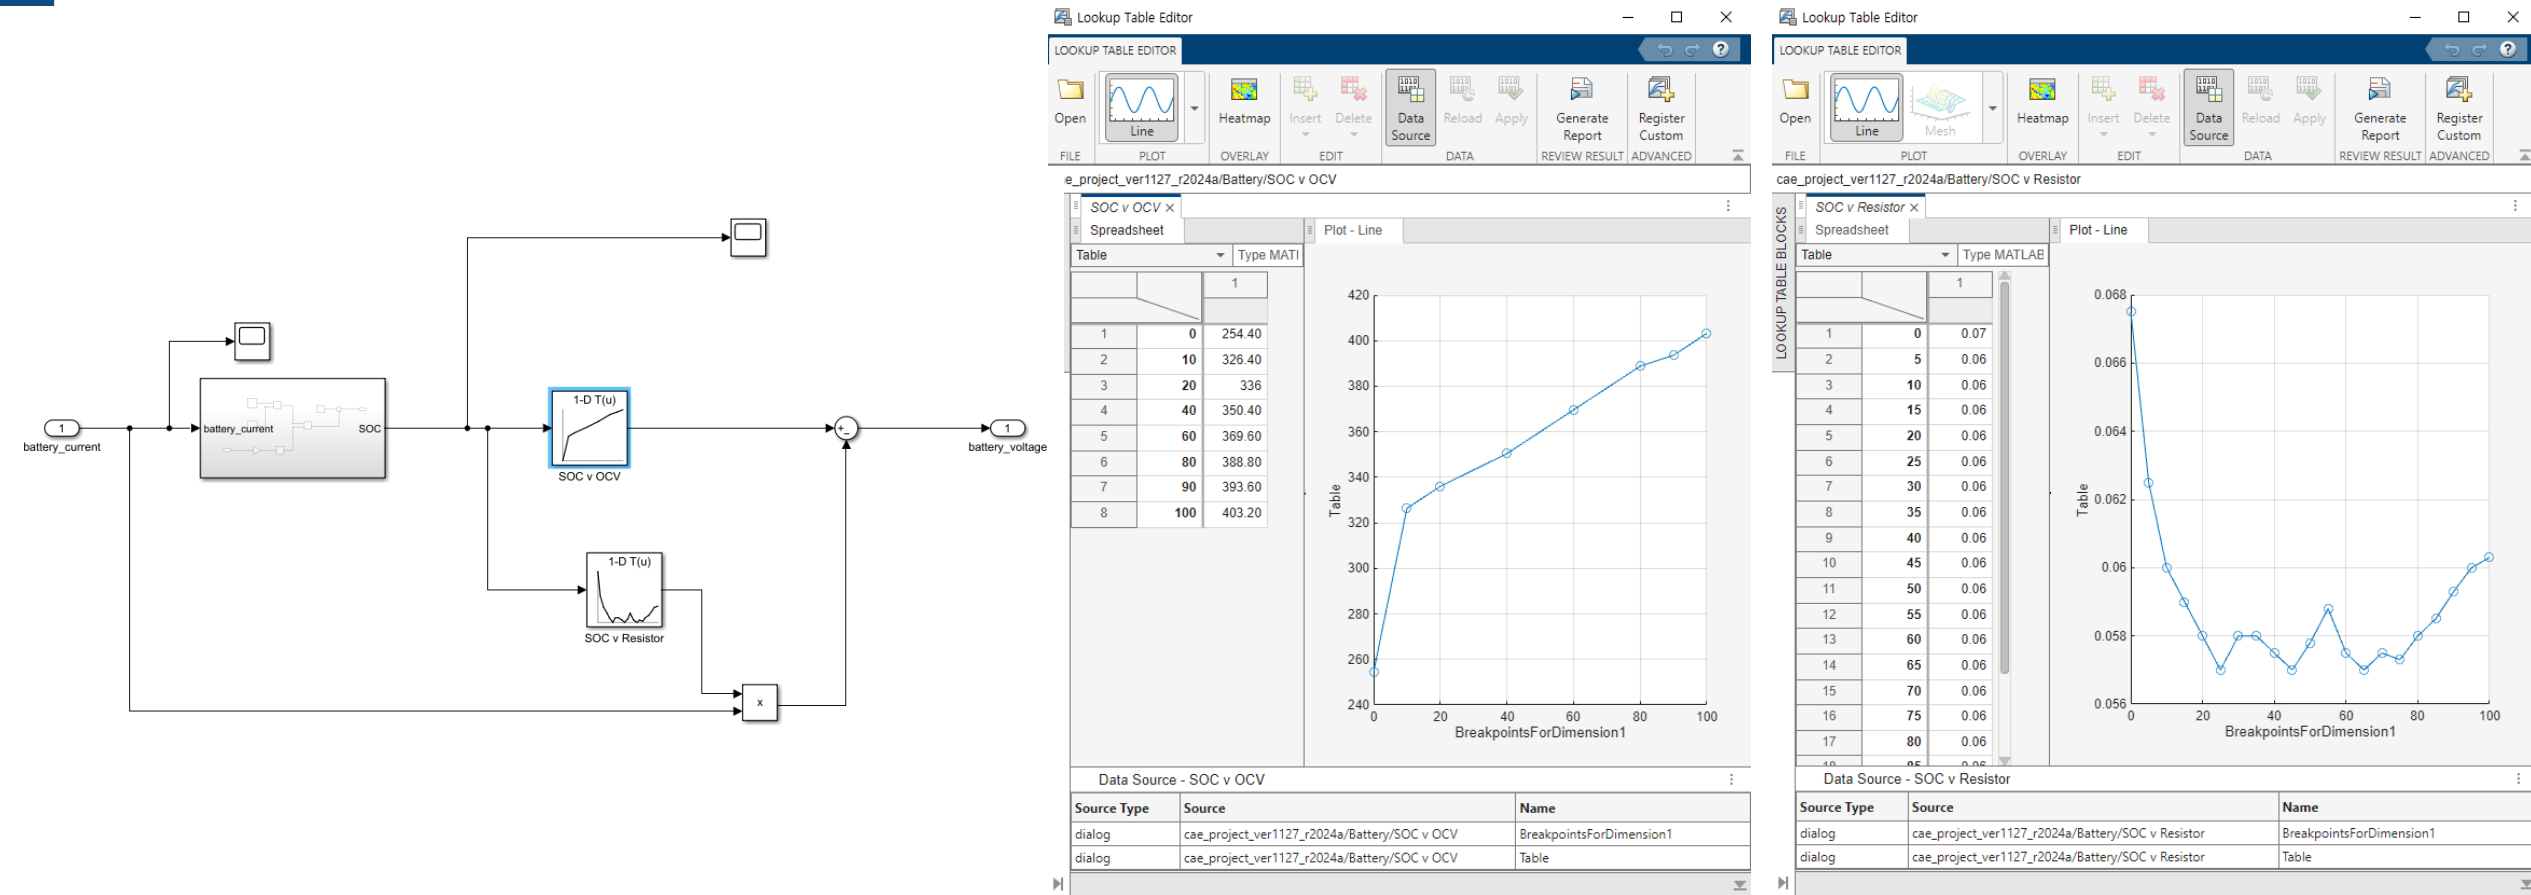 1
battery_current
battery_current
SOC
1-D T(u)
SOC v OCV
1-D T(u)
SOC v Resistor
x
+
-
1
battery_voltage
Lookup Table Editor
LOOKUP TABLE EDITOR
?
Open
Line
Heatmap
Insert
Delete
Data Source
Reload
Apply
Generate Report
Register Custom
FILE
PLOT
OVERLAY
EDIT
DATA
REVIEW RESULT
ADVANCED
e_project_ver1127_r2024a/Battery/SOC v OCV
SOC v OCV
Spreadsheet
Plot - Line
Table
Type MATI
1
1 0 254.40
2 10 326.40
3 20 336
4 40 350.40
5 60 369.60
6 80 388.80
7 90 393.60
8 100 403.20
420
400
380
360
340
320
300
280
260
240
Table
0 20 40 60 80 100
BreakpointsForDimension1
Data Source - SOC v OCV
Source Type Source Name
dialog cae_project_ver1127_r2024a/Battery/SOC v OCV BreakpointsForDimension1
dialog cae_project_ver1127_r2024a/Battery/SOC v OCV Table
Lookup Table Editor
LOOKUP TABLE EDITOR
?
Open
Line
Mesh
Heatmap
Insert
Delete
Data Source
Reload
Apply
Generate Report
Register Custom
FILE
PLOT
OVERLAY
EDIT
DATA
REVIEW RESULT
ADVANCED
cae_project_ver1127_r2024a/Battery/SOC v Resistor
LOOKUP TABLE BLOCKS
SOC v Resistor
Spreadsheet
Plot - Line
Table
Type MATLAB
1
1 0 0.07
2 5 0.06
3 10 0.06
4 15 0.06
5 20 0.06
6 25 0.06
7 30 0.06
8 35 0.06
9 40 0.06
10 45 0.06
11 50 0.06
12 55 0.06
13 60 0.06
14 65 0.06
15 70 0.06
16 75 0.06
17 80 0.06
18 85 0.06
0.068
0.066
0.064
0.062
0.06
0.058
0.056
Table
0 20 40 60 80 100
BreakpointsForDimension1
Data Source - SOC v Resistor
Source Type Source Name
dialog cae_project_ver1127_r2024a/Battery/SOC v Resistor BreakpointsForDimension1
dialog cae_project_ver1127_r2024a/Battery/SOC v Resistor Table